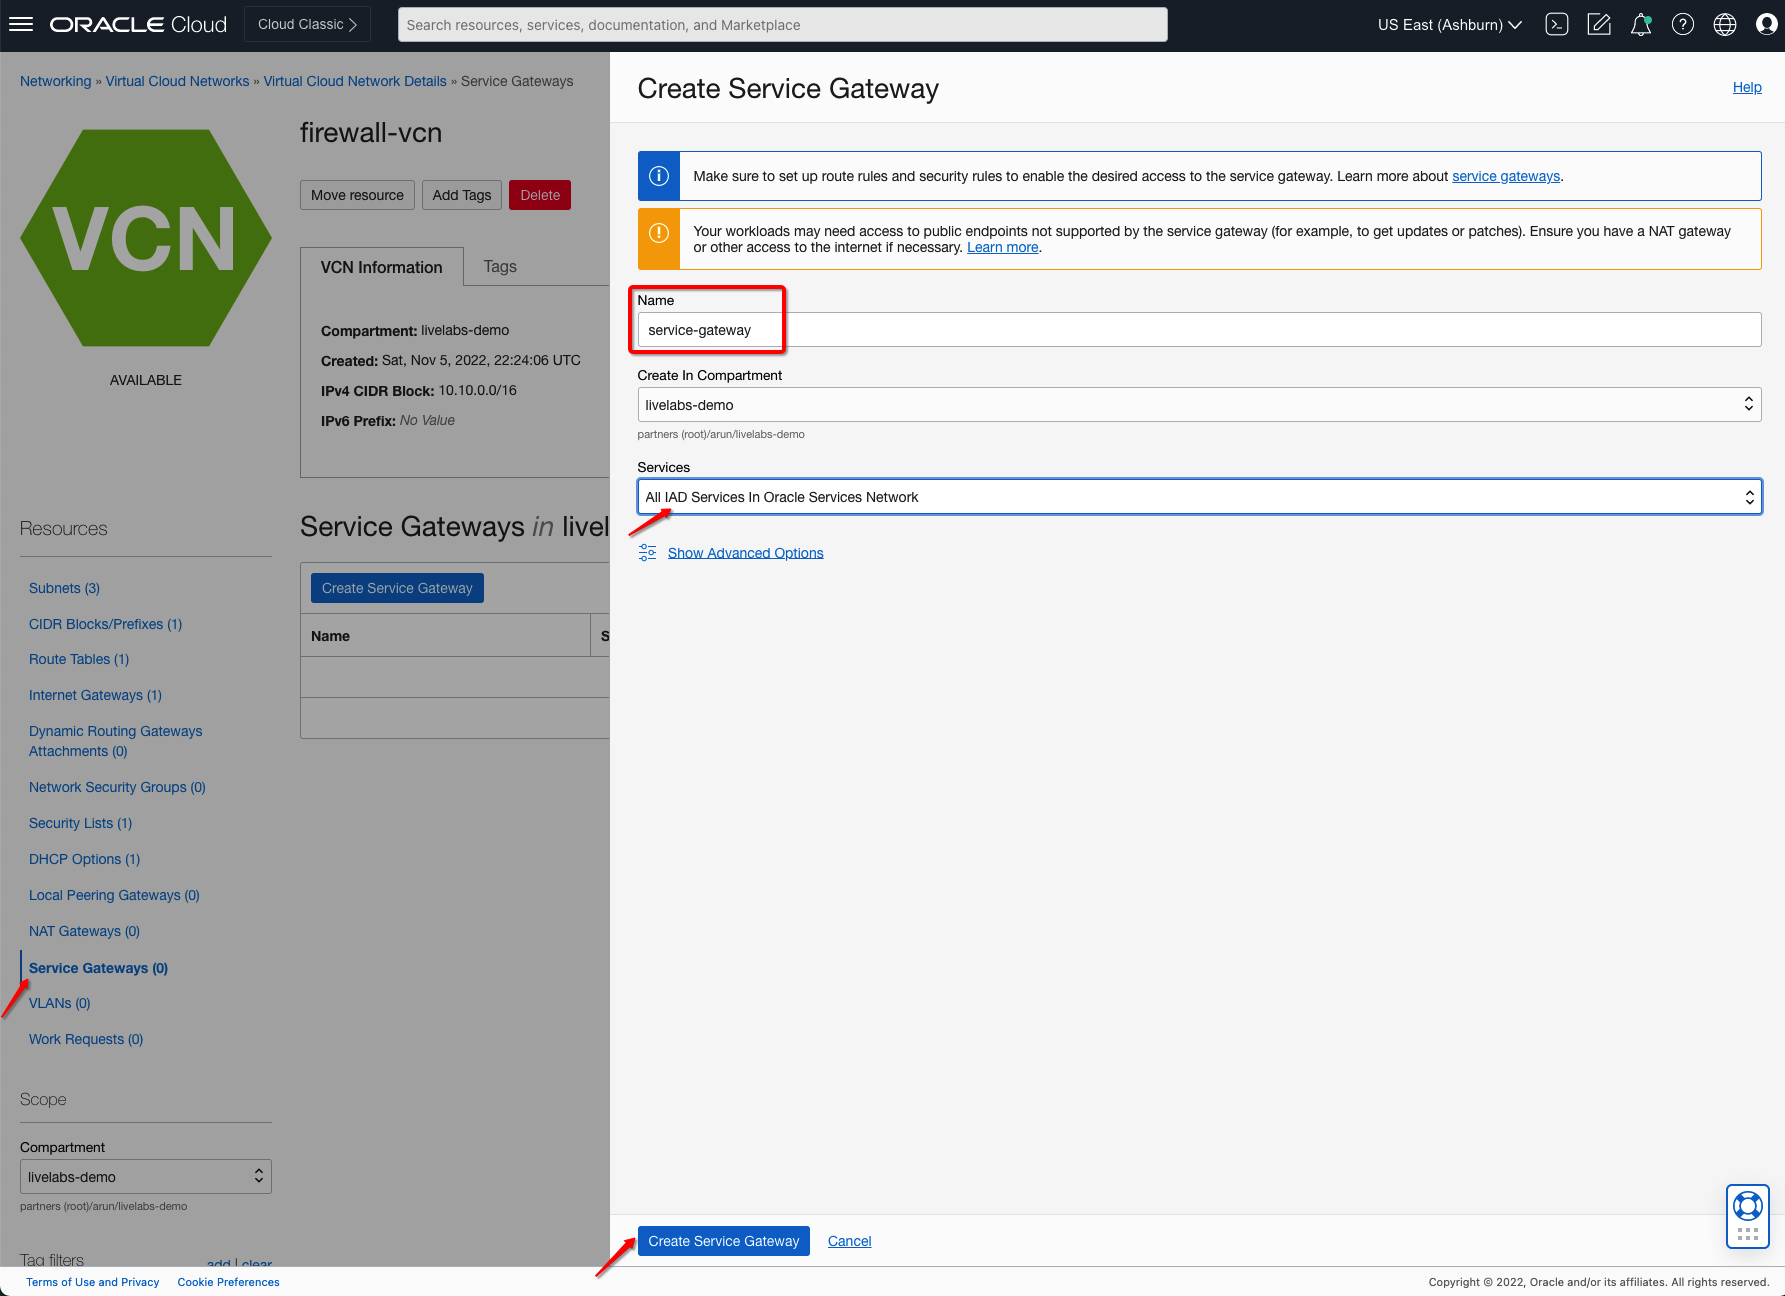 ORACLE Cloud
Cloud Classic
Search resources, services, documentation, and Marketplace
US East (Ashburn)
Networking » Virtual Cloud Networks » Virtual Cloud Network Details » Service Gateways
VCN
AVAILABLE
firewall-vcn
Move resource
Add Tags
Delete
VCN Information
Tags
Compartment: livelabs-demo
Created: Sat, Nov 5, 2022, 22:24:06 UTC
IPv4 CIDR Block: 10.10.0.0/16
IPv6 Prefix: No Value
Resources
Subnets (3)
CIDR Blocks/Prefixes (1)
Route Tables (1)
Internet Gateways (1)
Dynamic Routing Gateways
Attachments (0)
Network Security Groups (0)
Security Lists (1)
DHCP Options (1)
Local Peering Gateways (0)
NAT Gateways (0)
Service Gateways (0)
VLANs (0)
Work Requests (0)
Scope
Compartment
livelabs-demo
partners (root)/arun/livelabs-demo
Tag filters
add | clear
Service Gateways in livel
Create Service Gateway
Name
S
Create Service Gateway
Help
Make sure to set up route rules and security rules to enable the desired access to the service gateway. Learn more about service gateways.
Your workloads may need access to public endpoints not supported by the service gateway (for example, to get updates or patches). Ensure you have a NAT gateway
or other access to the internet if necessary. Learn more.
Name
service-gateway
Create In Compartment
livelabs-demo
partners (root)/arun/livelabs-demo
Services
All IAD Services In Oracle Services Network
Show Advanced Options
Create Service Gateway
Cancel
Terms of Use and Privacy
Cookie Preferences
Copyright © 2022, Oracle and/or its affiliates. All rights reserved.